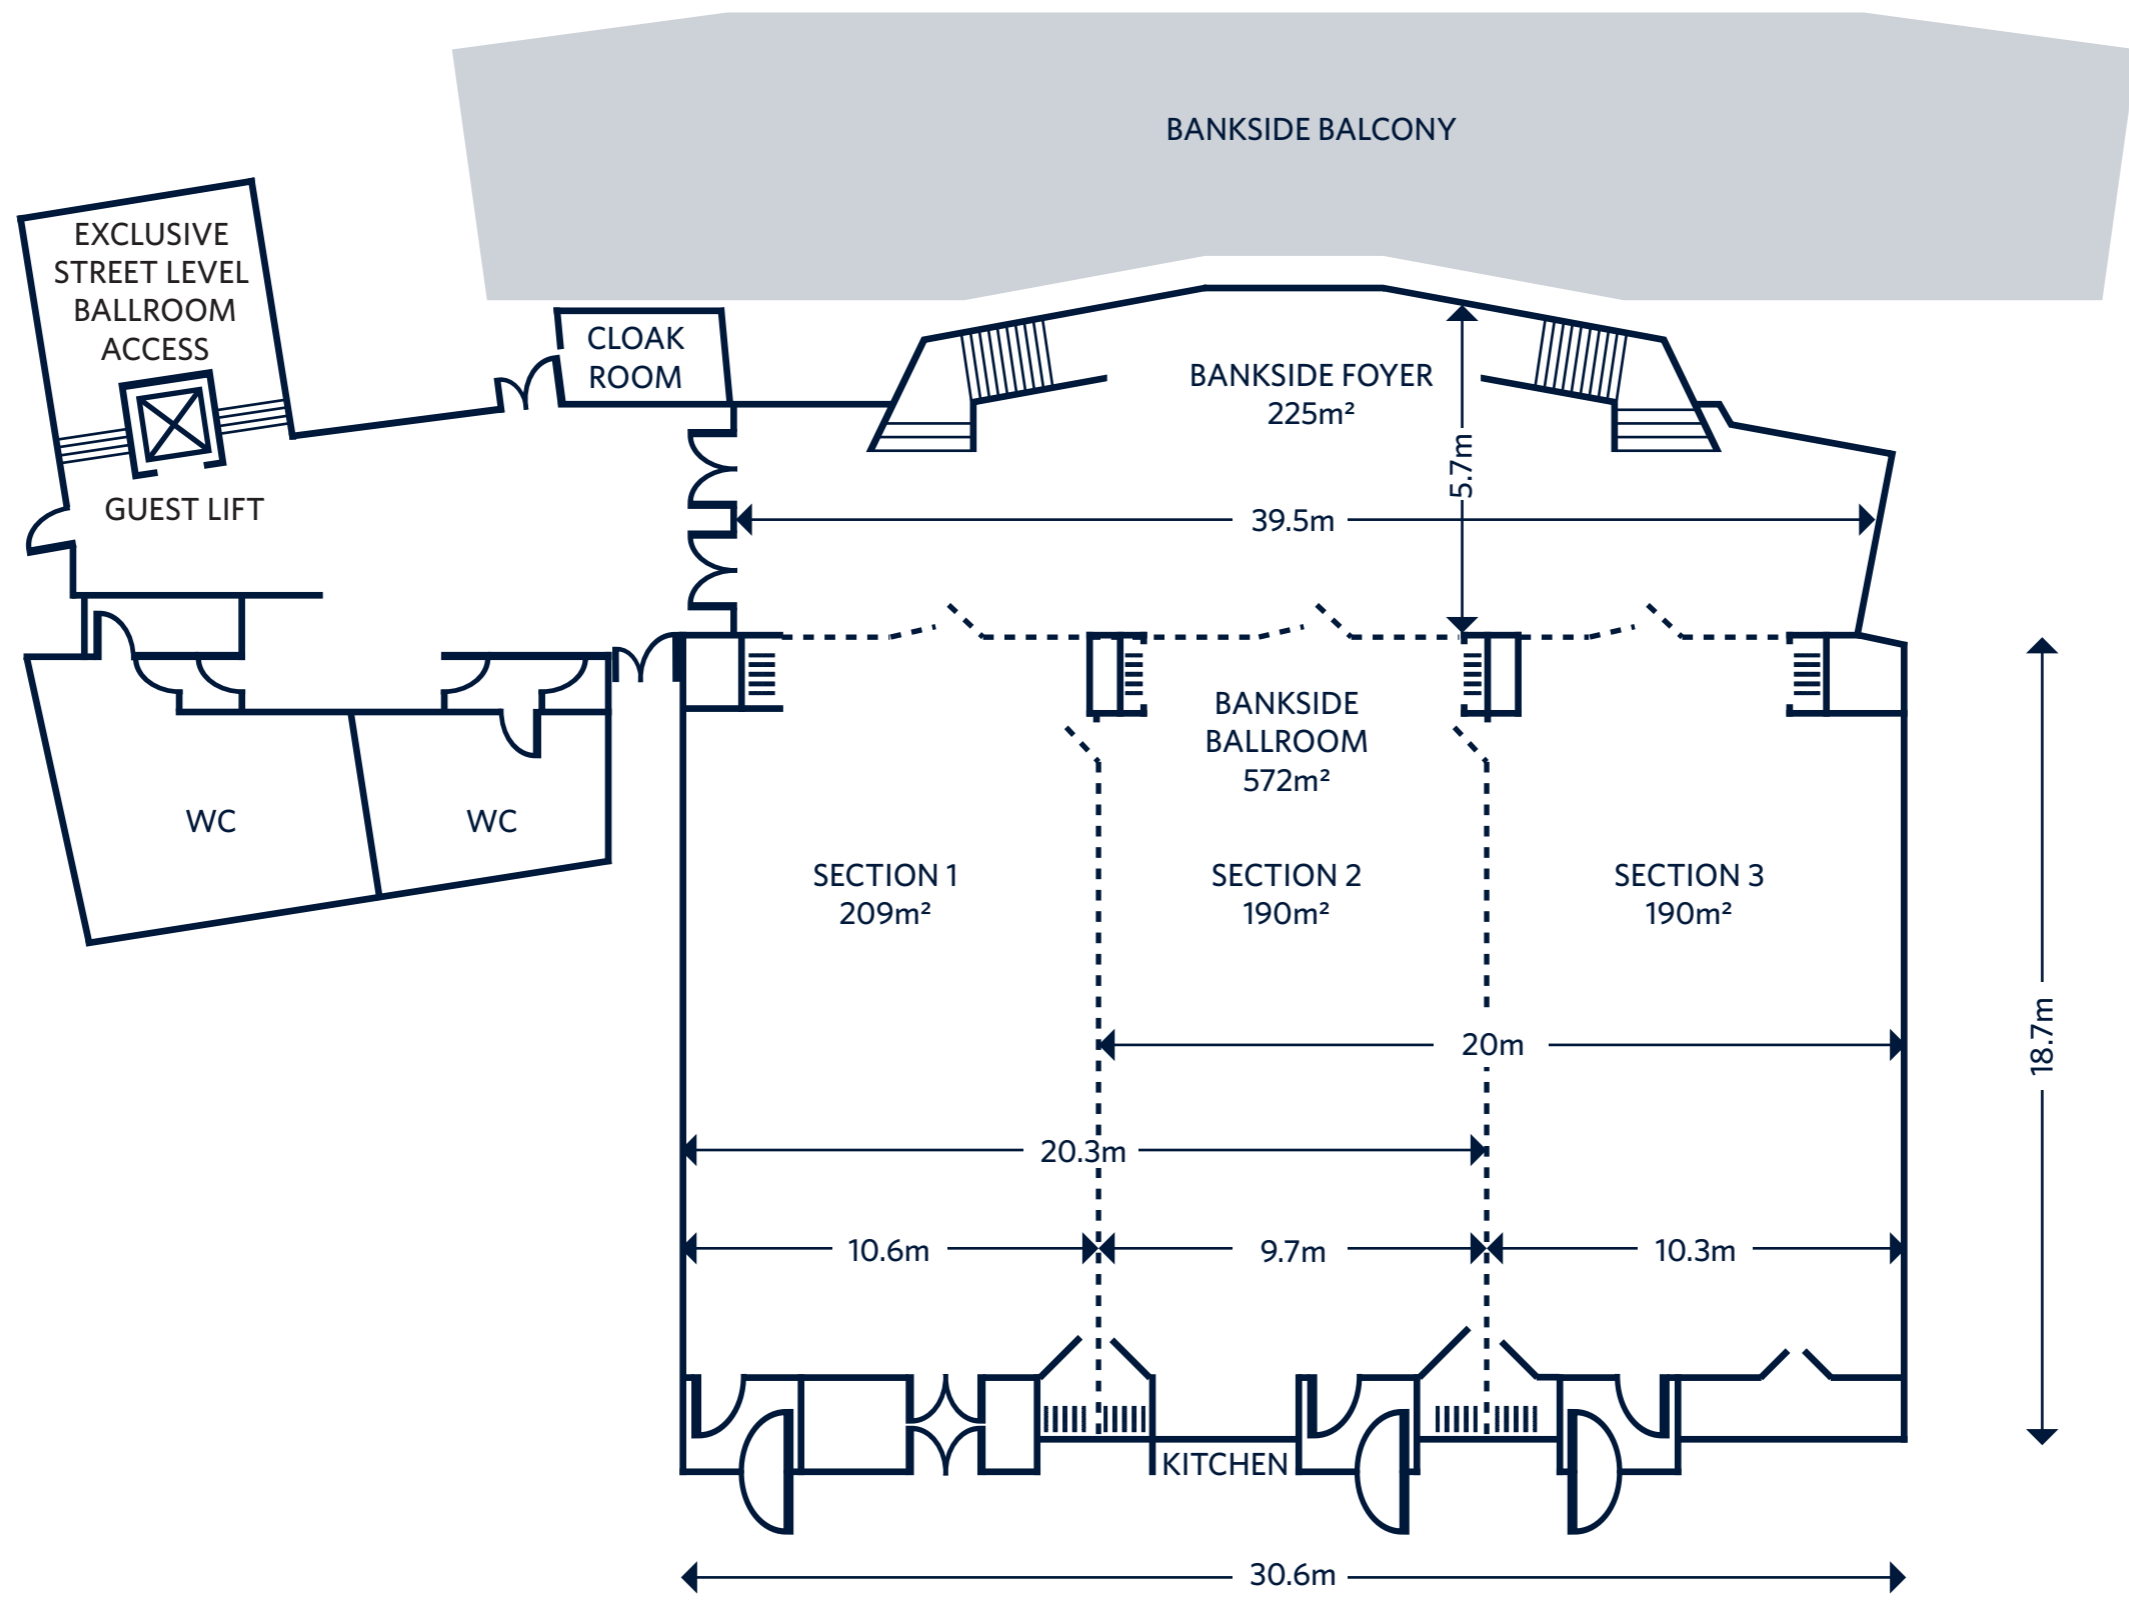 BANKSIDE BALCONY
EXCLUSIVE
STREET LEVEL
BALLROOM
ACCESS
GUEST LIFT
CLOAK
ROOM
BANKSIDE FOYER
225m²
5.7m
39.5m
WC
WC
BANKSIDE
BALLROOM
572m²
SECTION 1
209m²
SECTION 2
190m²
SECTION 3
190m²
20m
18.7m
20.3m
10.6m
9.7m
10.3m
KITCHEN
30.6m